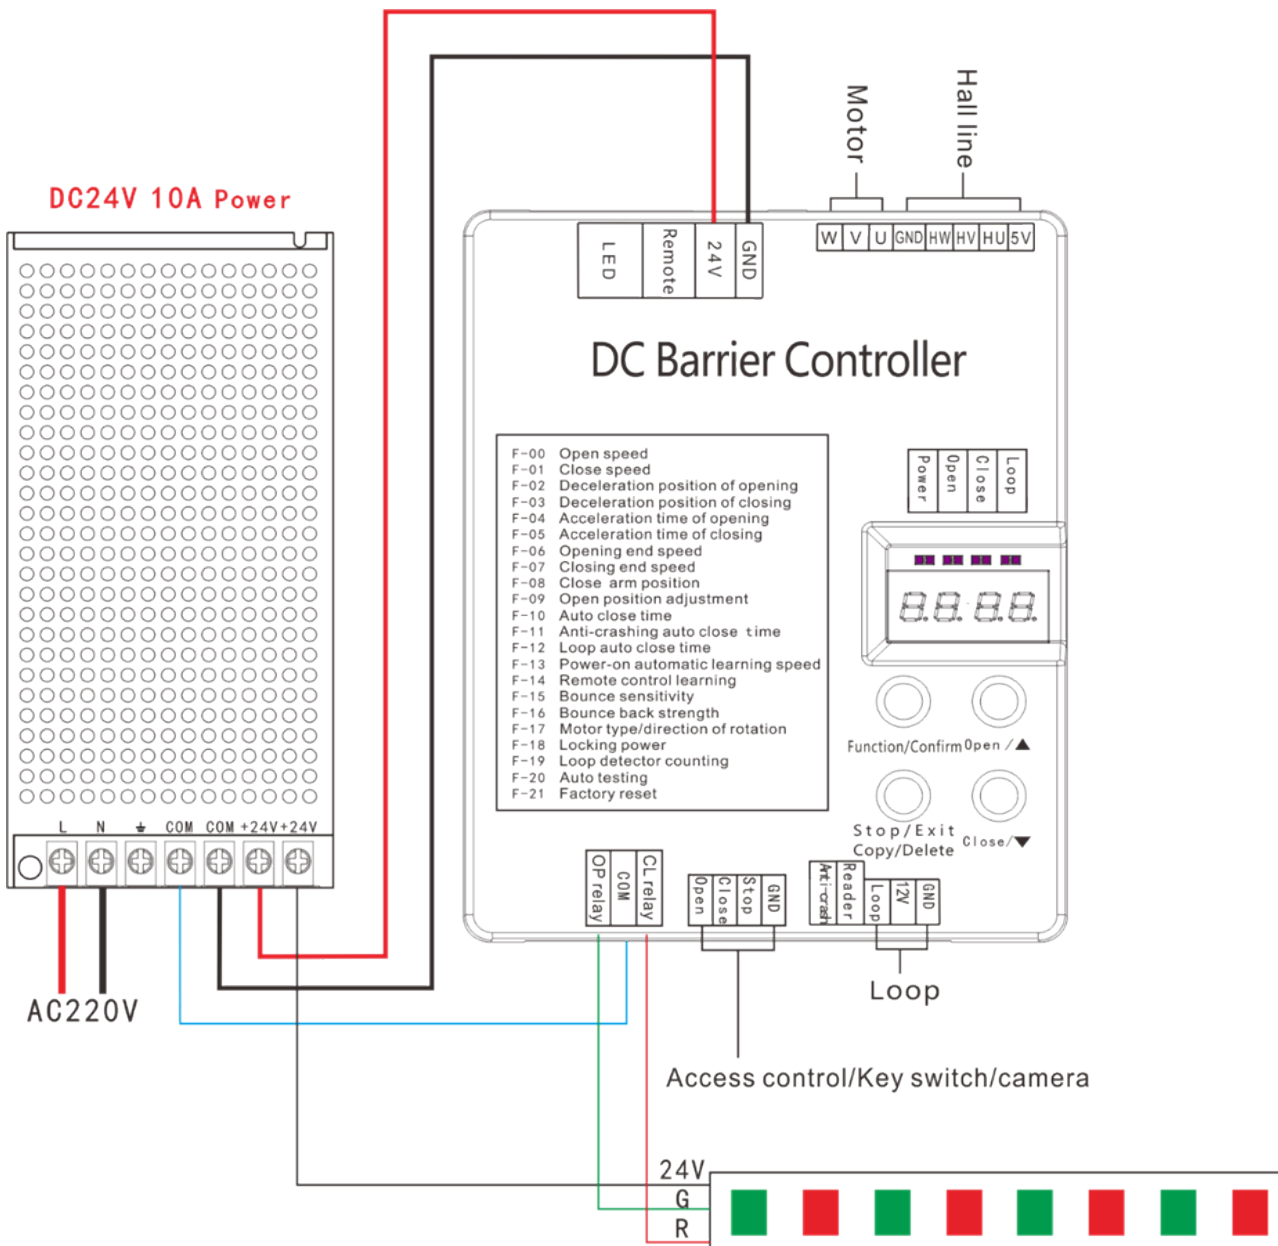 Motor
Hall line
DC24V 10A Power
LED
Remote
24V
GND
W V U GND HW HV HU 5V
DC Barrier Controller
Power
Open
Close
Loop
F-00 Open speed
F-01 Close speed
F-02 Deceleration position of opening
F-03 Deceleration position of closing
F-04 Acceleration time of opening
F-05 Acceleration time of closing
F-06 Opening end speed
F-07 Closing end speed
F-08 Close arm position
F-09 Open position adjustment
F-10 Auto close time
F-11 Anti-crashing auto close time
F-12 Loop auto close time
F-13 Power-on automatic learning speed
F-14 Remote control learning
F-15 Bounce sensitivity
F-16 Bounce back strength
F-17 Motor type/direction of rotation
F-18 Locking power
F-19 Loop detector counting
F-20 Auto testing
F-21 Factory reset
8.8.8.8.
Function/Confirm
Open/▲
Stop/Exit
Copy/Delete
Close/▼
L N ⏚ COM COM +24V +24V
AC220V
OP relay
COM
CL relay
Open
Close
Stop
GND
Anti-crash
Reader
Loop
12V
GND
Loop
Access control/Key switch/camera
24V
G
R